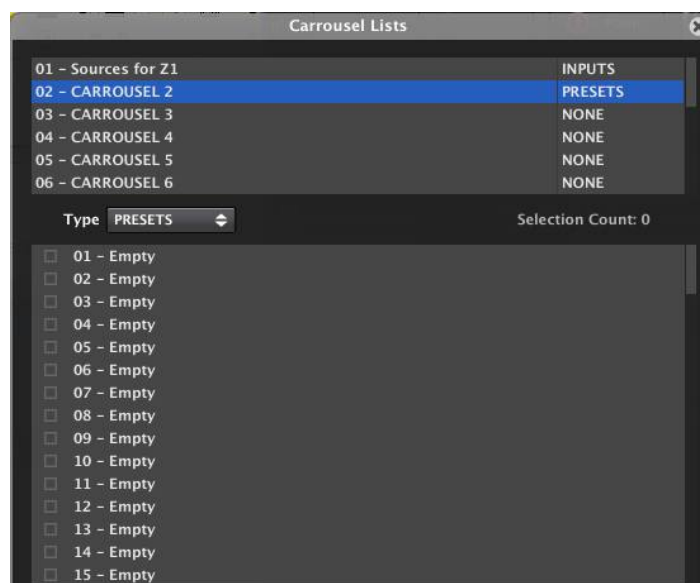 Carrousel Lists
01 – Sources for Z1 INPUTS
02 – CARROUSEL 2 PRESETS
03 – CARROUSEL 3 NONE
04 – CARROUSEL 4 NONE
05 – CARROUSEL 5 NONE
06 – CARROUSEL 6 NONE
Type PRESETS Selection Count: 0
01 – Empty
02 – Empty
03 – Empty
04 – Empty
05 – Empty
06 – Empty
07 – Empty
08 – Empty
09 – Empty
10 – Empty
11 – Empty
12 – Empty
13 – Empty
14 – Empty
15 – Empty